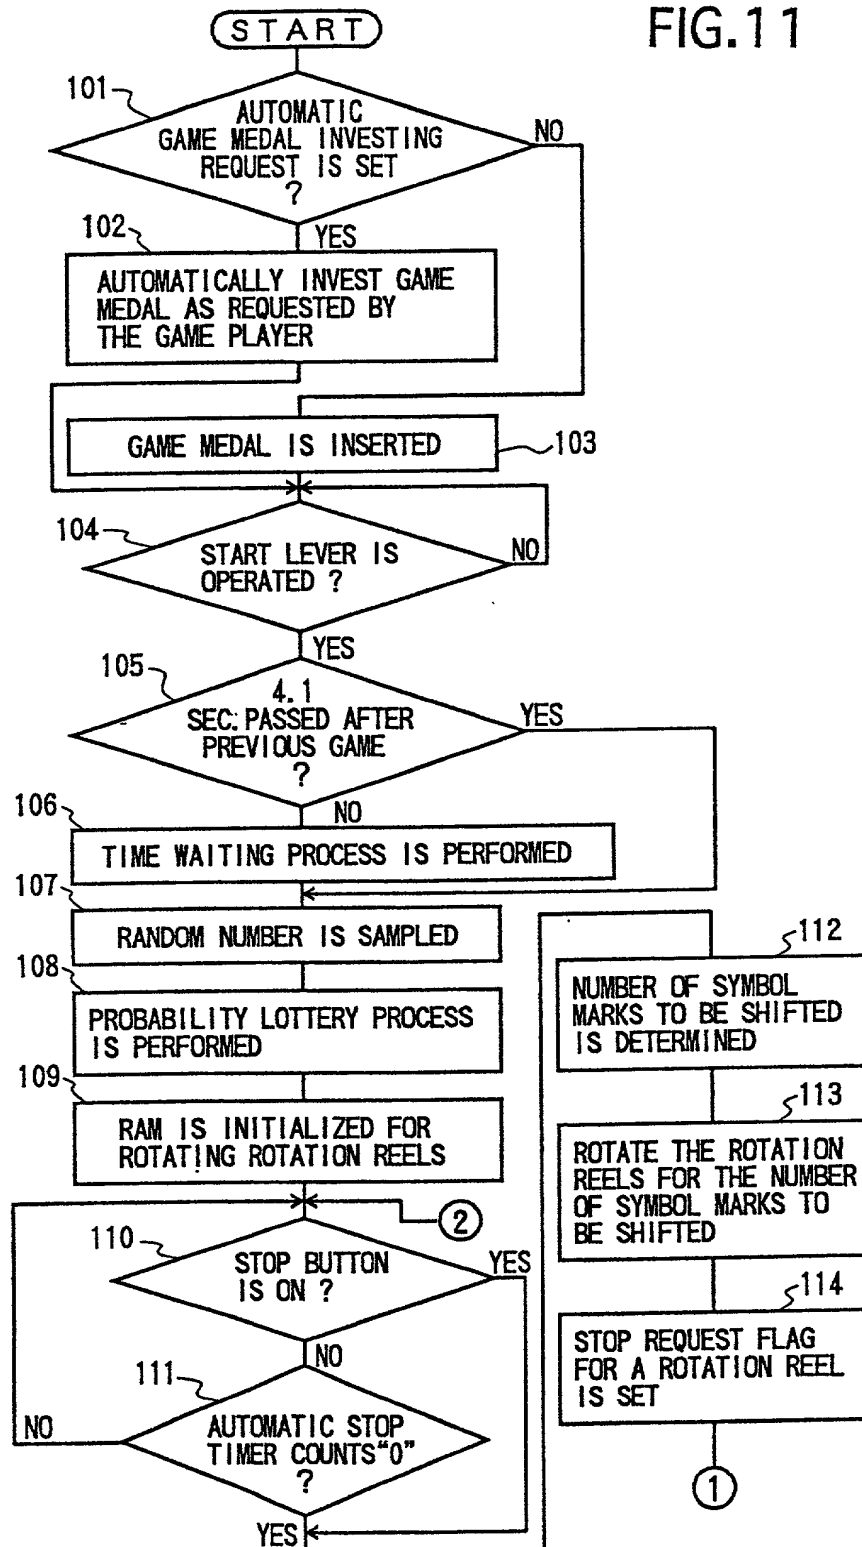 FIG.11
START
101
AUTOMATIC
GAME MEDAL INVESTING
REQUEST IS SET
?
NO
YES
102
AUTOMATICALLY INVEST GAME
MEDAL AS REQUESTED BY
THE GAME PLAYER
GAME MEDAL IS INSERTED
103
104
START LEVER IS
OPERATED ?
NO
YES
105
4.1
SEC.PASSED AFTER
PREVIOUS GAME
?
YES
NO
106
TIME WAITING PROCESS IS PERFORMED
107
RANDOM NUMBER IS SAMPLED
108
PROBABILITY LOTTERY PROCESS
IS PERFORMED
109
RAM IS INITIALIZED FOR
ROTATING ROTATION REELS
2
110
STOP BUTTON
IS ON ?
YES
NO
111
AUTOMATIC STOP
TIMER COUNTS“0”
?
NO
YES
112
NUMBER OF SYMBOL
MARKS TO BE SHIFTED
IS DETERMINED
113
ROTATE THE ROTATION
REELS FOR THE NUMBER
OF SYMBOL MARKS TO
BE SHIFTED
114
STOP REQUEST FLAG
FOR A ROTATION REEL
IS SET
1